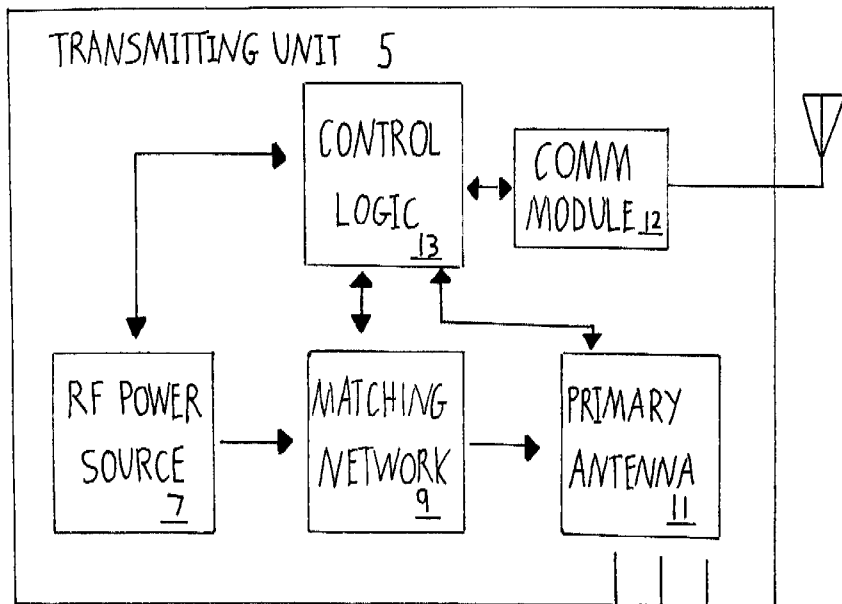 TRANSMITTING UNIT 5
CONTROL
LOGIC
13
COMM
MODULE 12
RF POWER
SOURCE
7
MATCHING
NETWORK
9
PRIMARY
ANTENNA
11